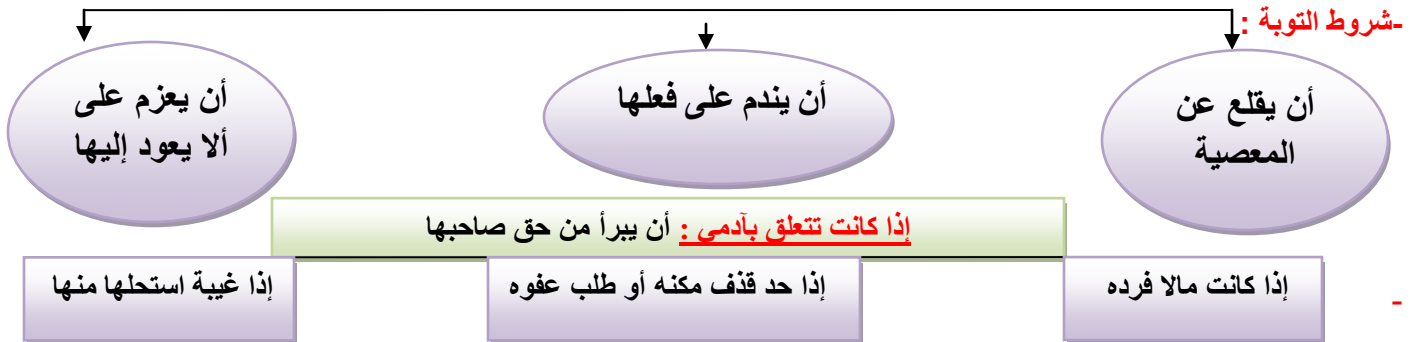 -شروط التوبة :
أن يقلع عن
المعصية
أن يندم على فعلها
أن يعزم على
ألا يعود إليها
إذا كانت تتعلق بآدمي : أن يبرأ من حق صاحبها
إذا كانت مالا فرده
إذا حد قذف مكنه أو طلب عفوه
إذا غيبة استحلها منها
-